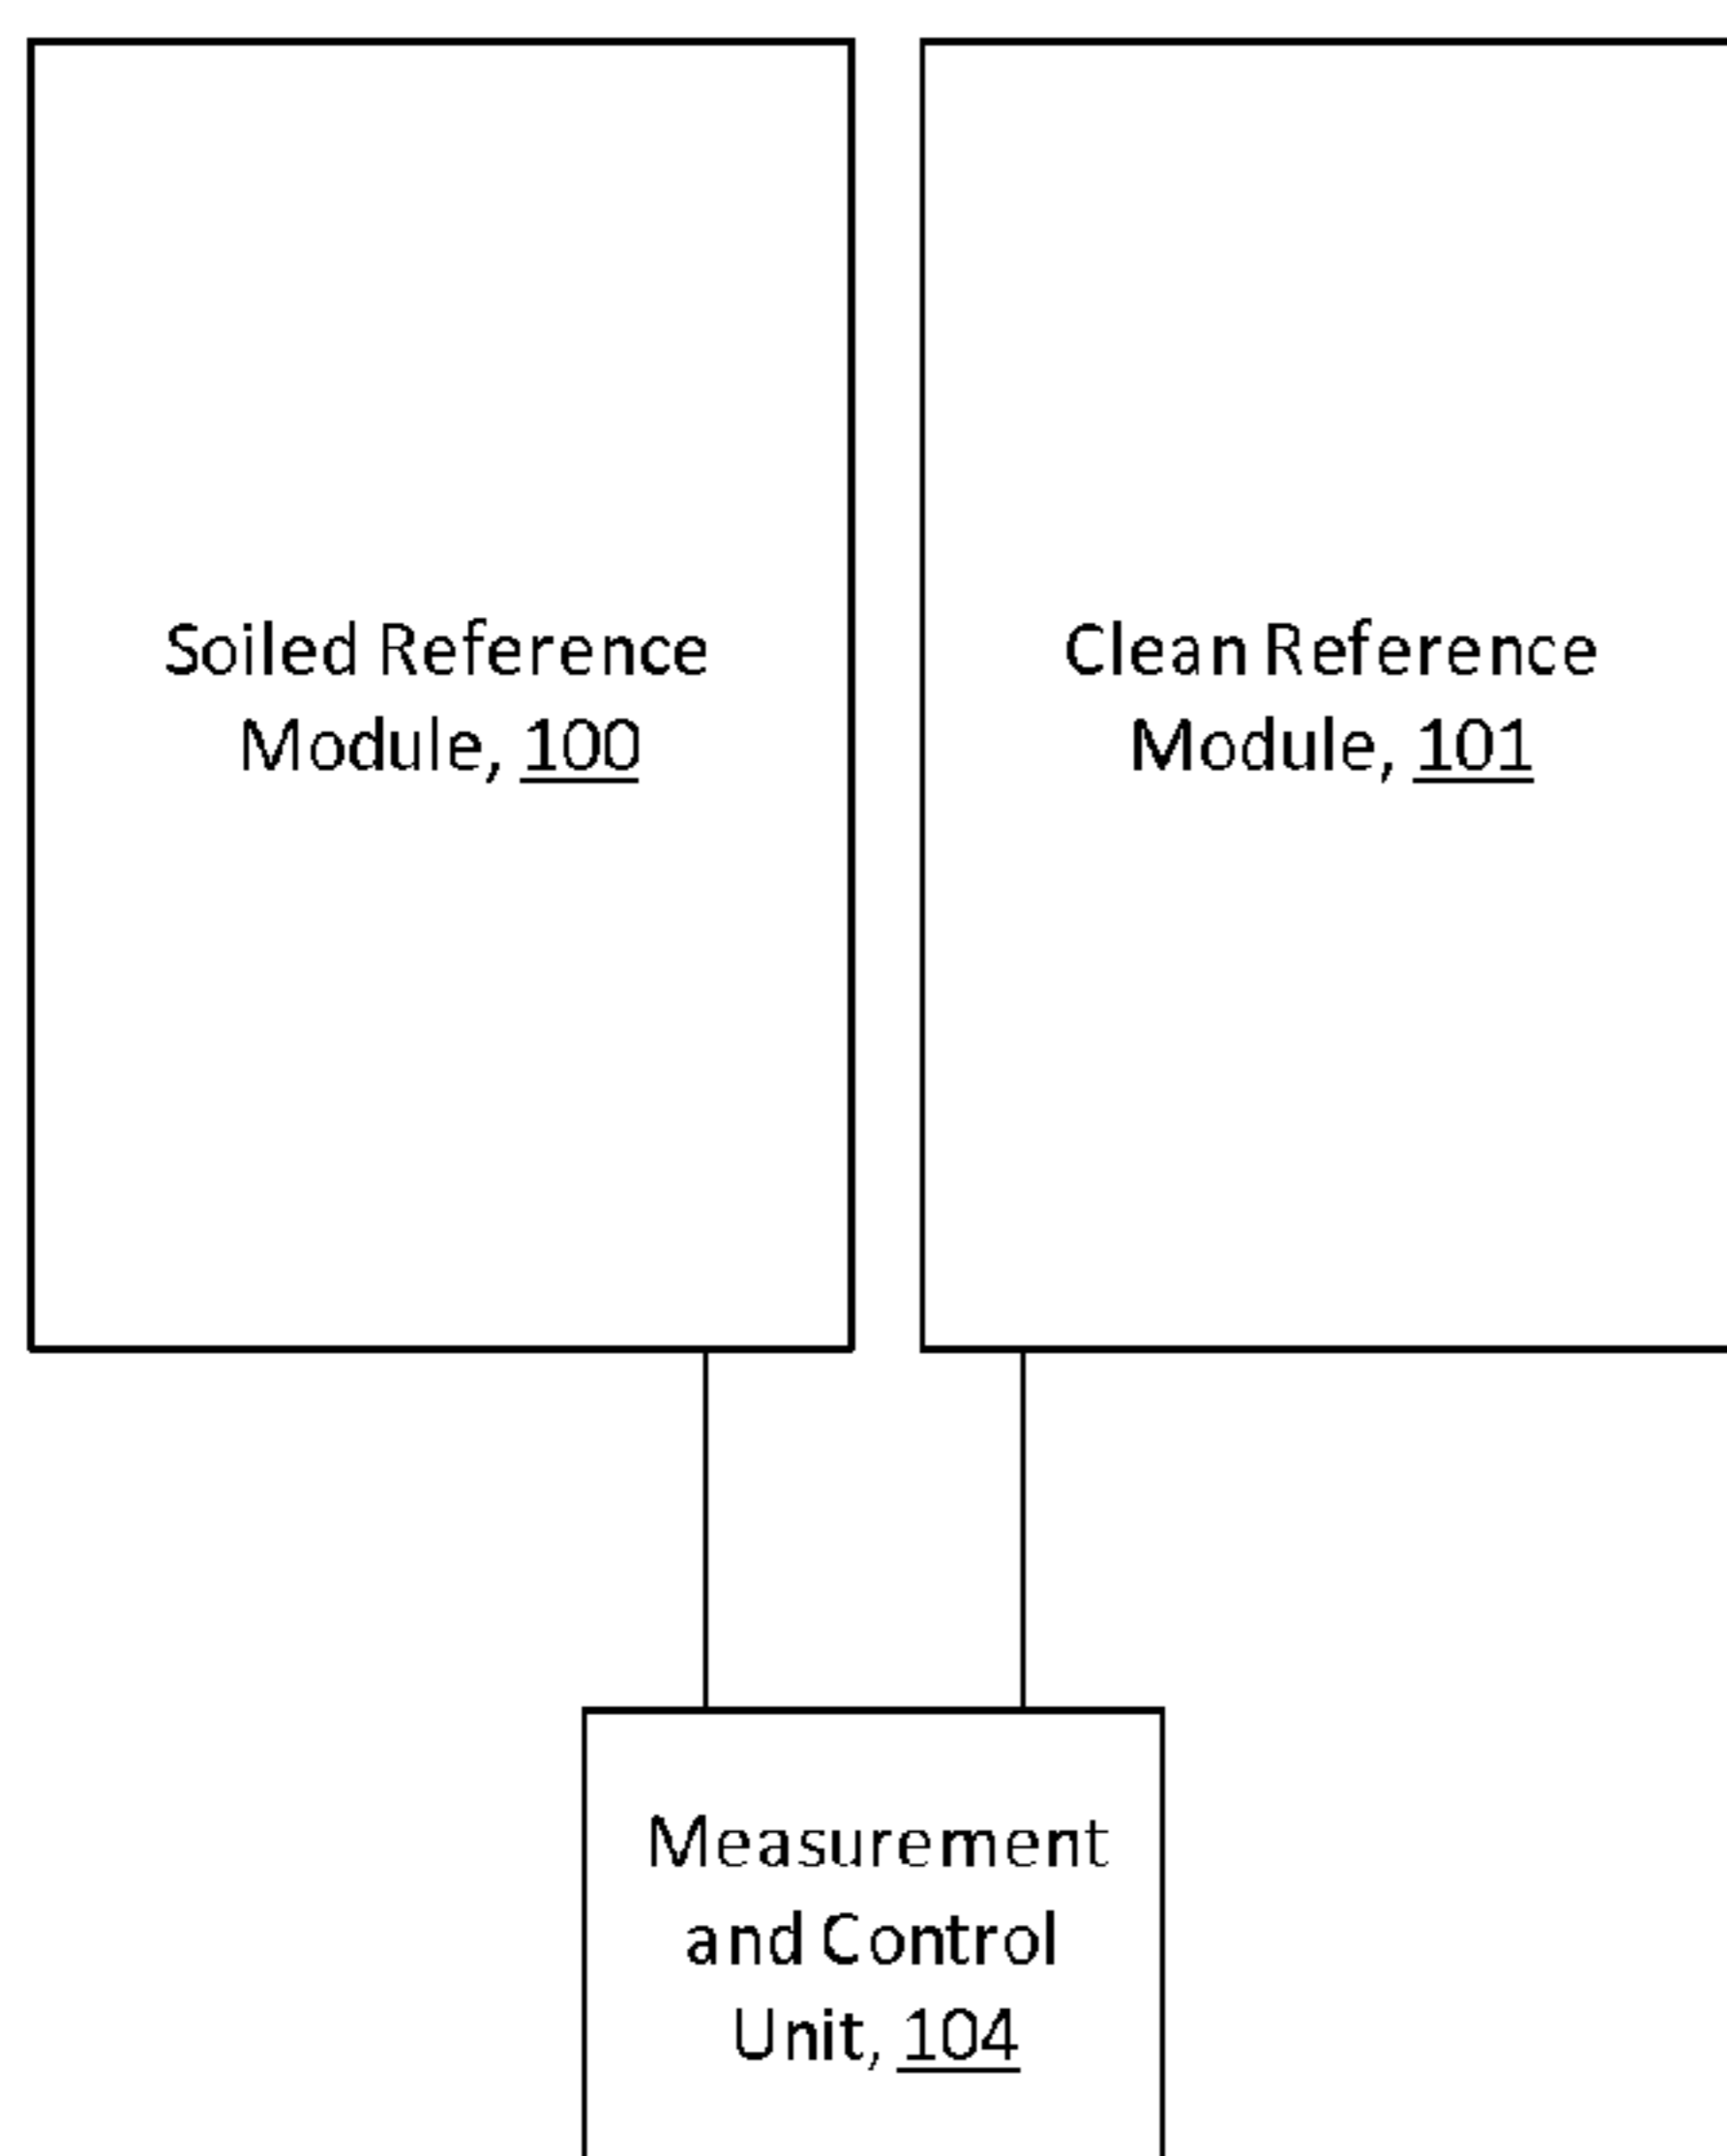 Soiled Reference
Module, 100
Clean Reference
Module, 101
Measurement
and Control
Unit, 104